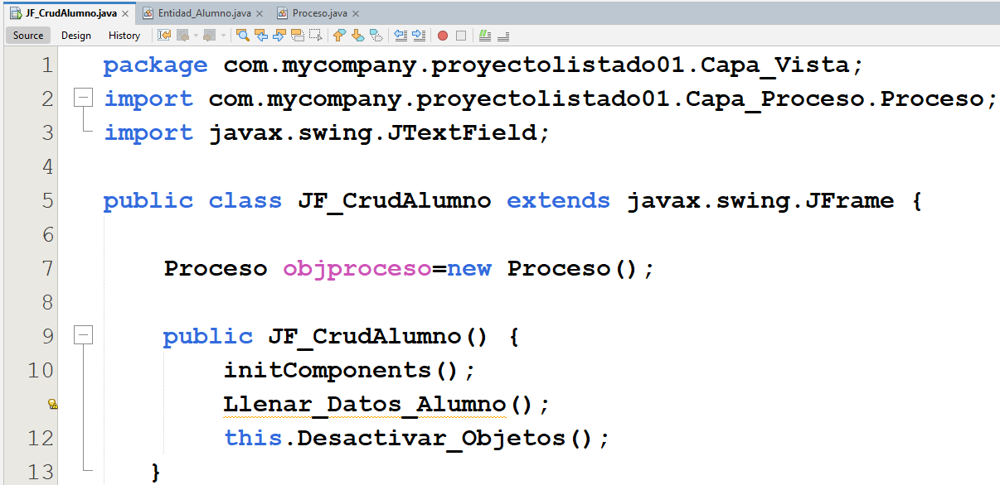 JF_CrudAlumno.java Entidad_Alumno.java Proceso.java
Source Design History
1 package com.mycompany.proyectolistado01.Capa_Vista;
2 import com.mycompany.proyectolistado01.Capa_Proceso.Proceso;
3 import javax.swing.JTextField;
4
5 public class JF_CrudAlumno extends javax.swing.JFrame {
6
7 Proceso objproceso=new Proceso();
8
9 public JF_CrudAlumno() {
10 initComponents();
Llenar_Datos_Alumno();
12 this.Desactivar_Objetos();
13 }